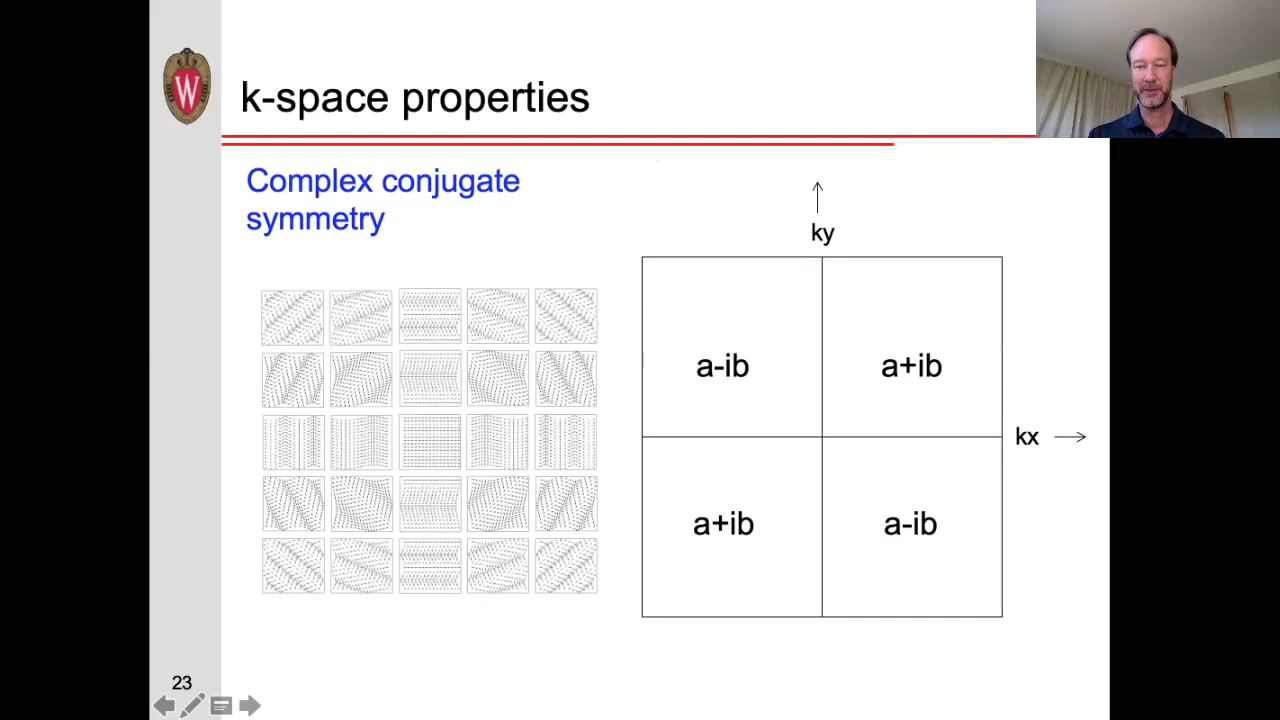 W
k-space properties
Complex conjugate
symmetry
ky
a-ib
a+ib
kx
a+ib
a-ib
23